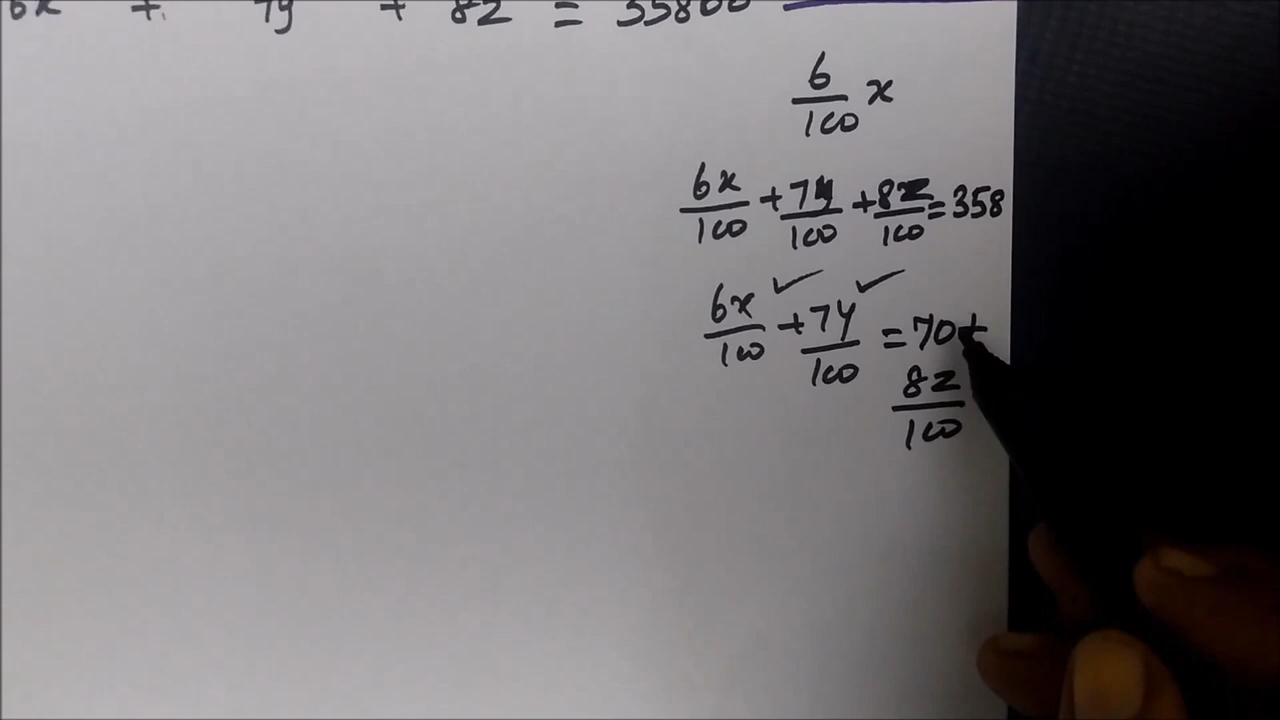 6x + 7y + 8z = 35800
6/100 x
6x/100 + 7y/100 + 8z/100 = 358
6x/100 + 7y/100 = 70 +
8z/100